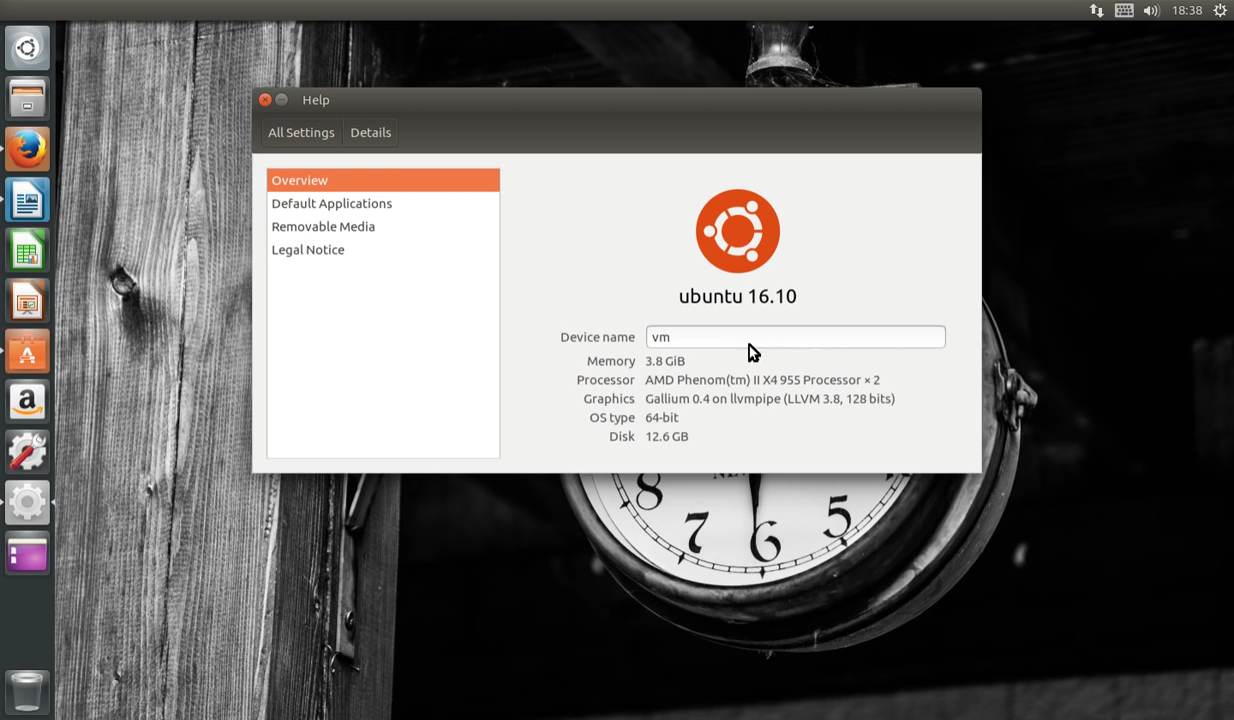 18:38
Help
All Settings
Details
Overview
Default Applications
Removable Media
Legal Notice
ubuntu 16.10
Device name vm
Memory 3.8 GiB
Processor AMD Phenom(tm) II X4 955 Processor × 2
Graphics Gallium 0.4 on llvmpipe (LLVM 3.8, 128 bits)
OS type 64-bit
Disk 12.6 GB
8
7
6
5
A
a